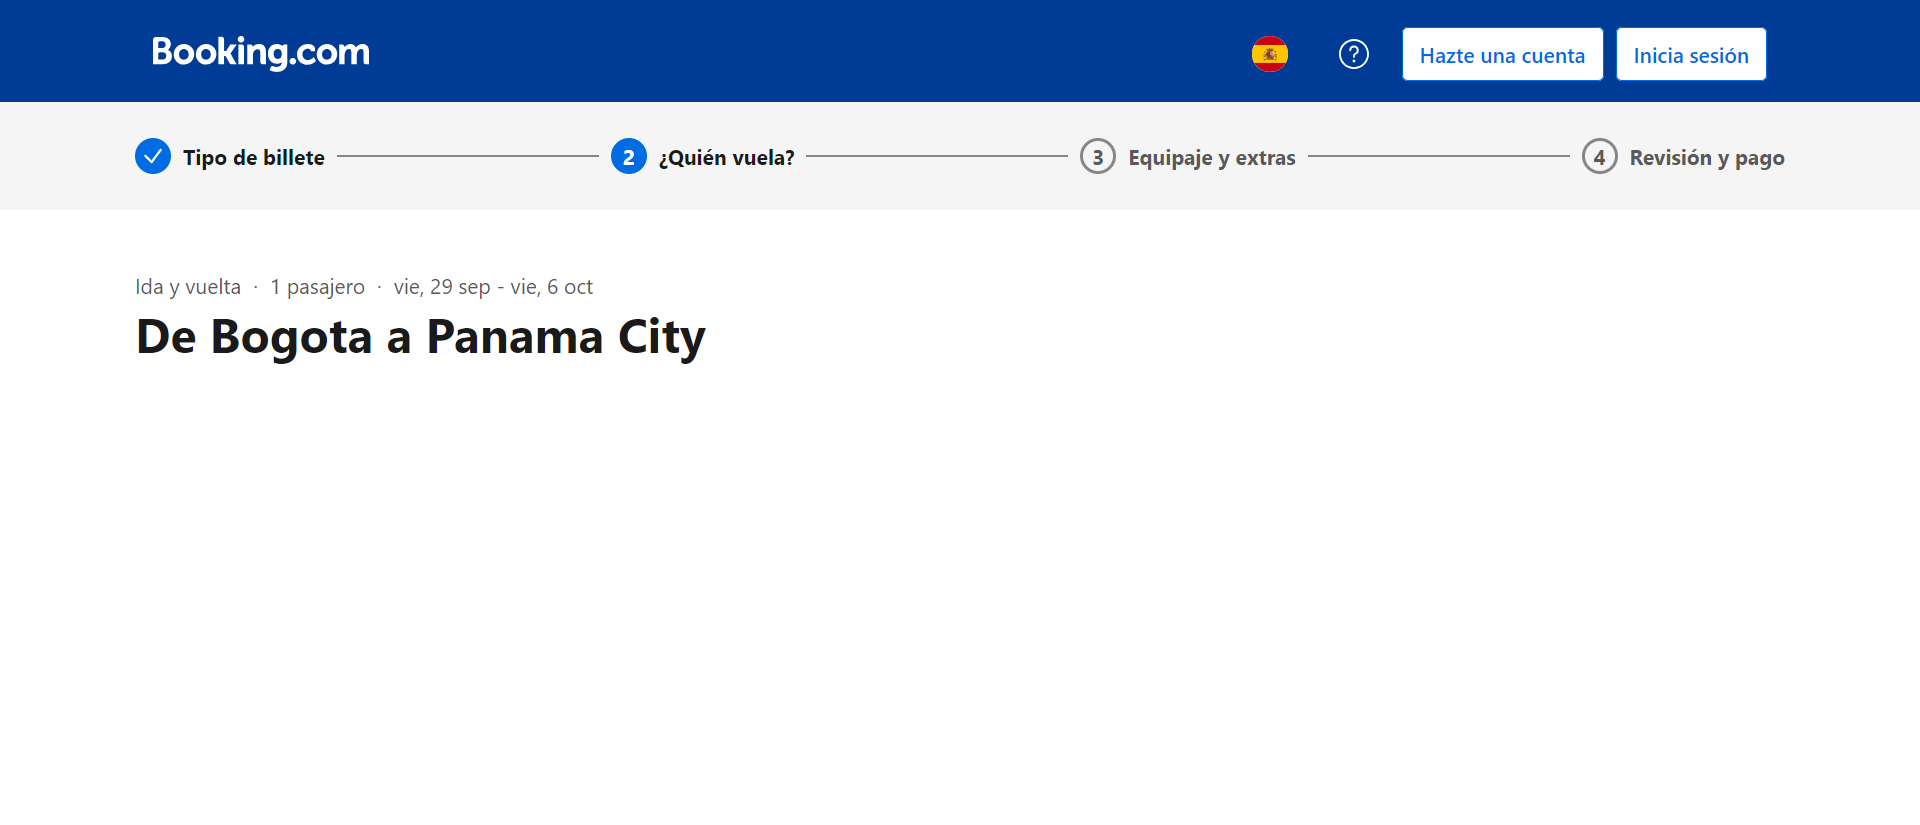 Booking.com
?
Hazte una cuenta
Inicia sesión
Tipo de billete
2 ¿Quién vuela?
3 Equipaje y extras
4 Revisión y pago
Ida y vuelta · 1 pasajero · vie, 29 sep - vie, 6 oct
De Bogota a Panama City